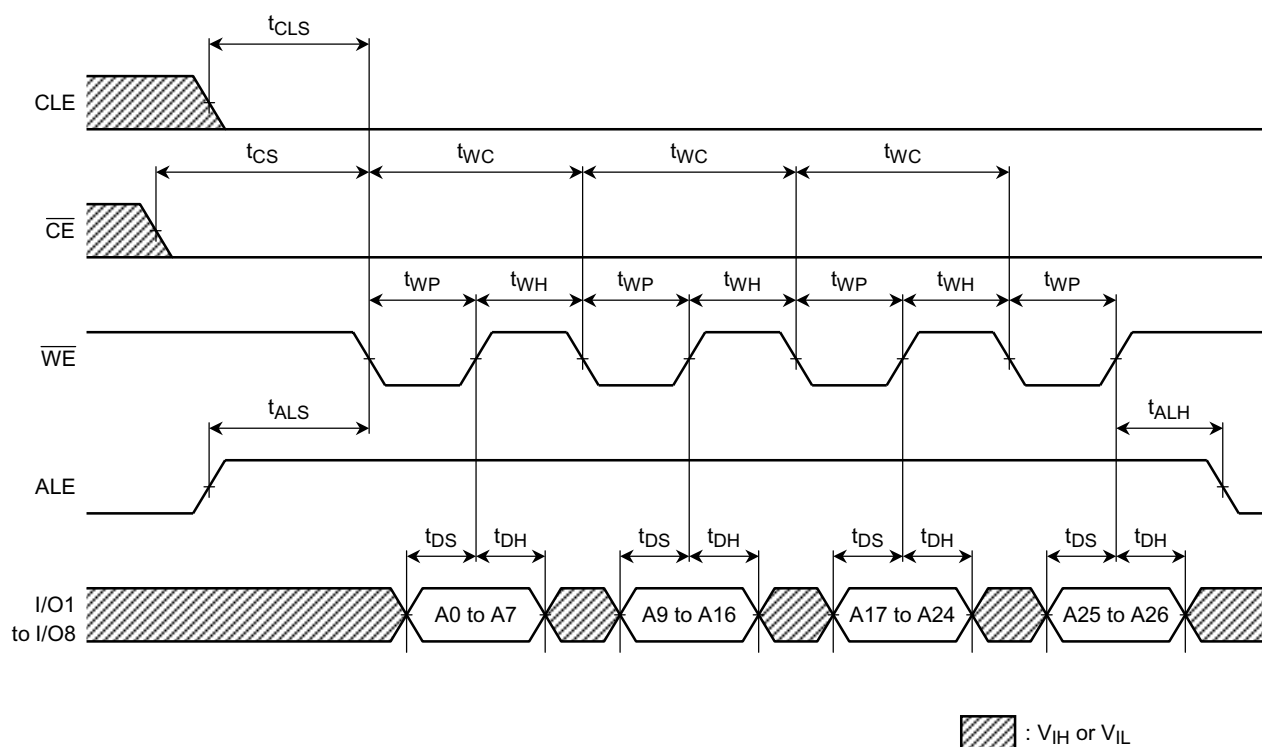 tCLS
CLE
tCS tWC tWC tWC
CE
tWP tWH tWP tWH tWP tWH tWP
WE
tALS tALH
ALE
tDS tDH tDS tDH tDS tDH tDS tDH
I/O1
to I/O8
A0 to A7 A9 to A16 A17 to A24 A25 to A26
: VIH or VIL